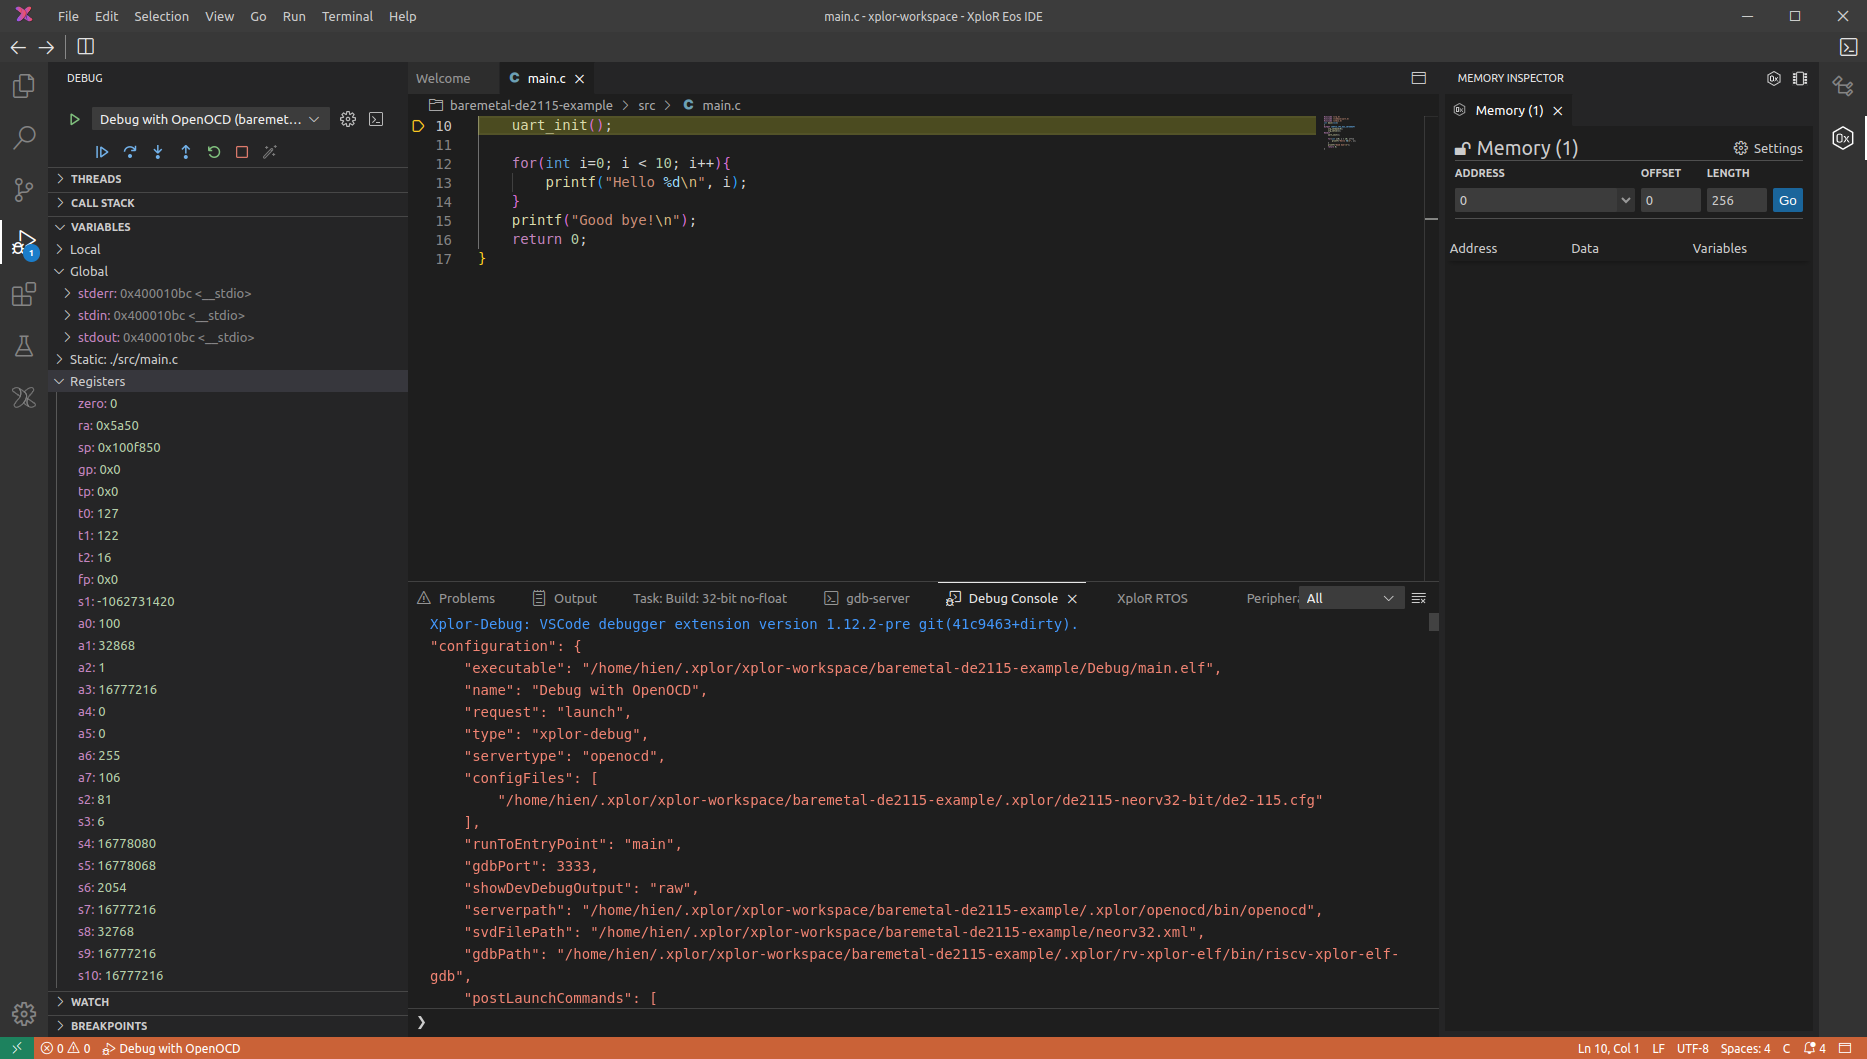 File Edit Selection View Go Run Terminal Help
main.c - xplor-workspace - XploR Eos IDE
DEBUG
Debug with OpenOCD (baremet...
THREADS
CALL STACK
VARIABLES
Local
Global
stderr: 0x400010bc <__stdio>
stdin: 0x400010bc <__stdio>
stdout: 0x400010bc <__stdio>
Static: ./src/main.c
Registers
zero: 0
ra: 0x5a50
sp: 0x100f850
gp: 0x0
tp: 0x0
t0: 127
t1: 122
t2: 16
fp: 0x0
s1: -1062731420
a0: 100
a1: 32868
a2: 1
a3: 16777216
a4: 0
a5: 0
a6: 255
a7: 106
s2: 81
s3: 6
s4: 16778080
s5: 16778068
s6: 2054
s7: 16777216
s8: 32768
s9: 16777216
s10: 16777216
WATCH
BREAKPOINTS
1
Welcome
C main.c
baremetal-de2115-example > src > C main.c
10 uart_init();
11
12 for(int i=0; i < 10; i++){
13 printf("Hello %d\n", i);
14 }
15 printf("Good bye!\n");
16 return 0;
17 }
Problems Output Task: Build: 32-bit no-float gdb-server Debug Console XploR RTOS Periphera All
Xplor-Debug: VSCode debugger extension version 1.12.2-pre git(41c9463+dirty).
"configuration": {
"executable": "/home/hien/.xplor/xplor-workspace/baremetal-de2115-example/Debug/main.elf",
"name": "Debug with OpenOCD",
"request": "launch",
"type": "xplor-debug",
"servertype": "openocd",
"configFiles": [
"/home/hien/.xplor/xplor-workspace/baremetal-de2115-example/.xplor/de2115-neorv32-bit/de2-115.cfg"
],
"runToEntryPoint": "main",
"gdbPort": 3333,
"showDevDebugOutput": "raw",
"serverpath": "/home/hien/.xplor/xplor-workspace/baremetal-de2115-example/.xplor/openocd/bin/openocd",
"svdFilePath": "/home/hien/.xplor/xplor-workspace/baremetal-de2115-example/neorv32.xml",
"gdbPath": "/home/hien/.xplor/xplor-workspace/baremetal-de2115-example/.xplor/rv-xplor-elf/bin/riscv-xplor-elf-
gdb",
"postLaunchCommands": [
❯
MEMORY INSPECTOR
Memory (1)
Memory (1) Settings
ADDRESS OFFSET LENGTH
0 0 256 Go
Address Data Variables
0x
0 0 Debug with OpenOCD
Ln 10, Col 1 LF UTF-8 Spaces: 4 C 4